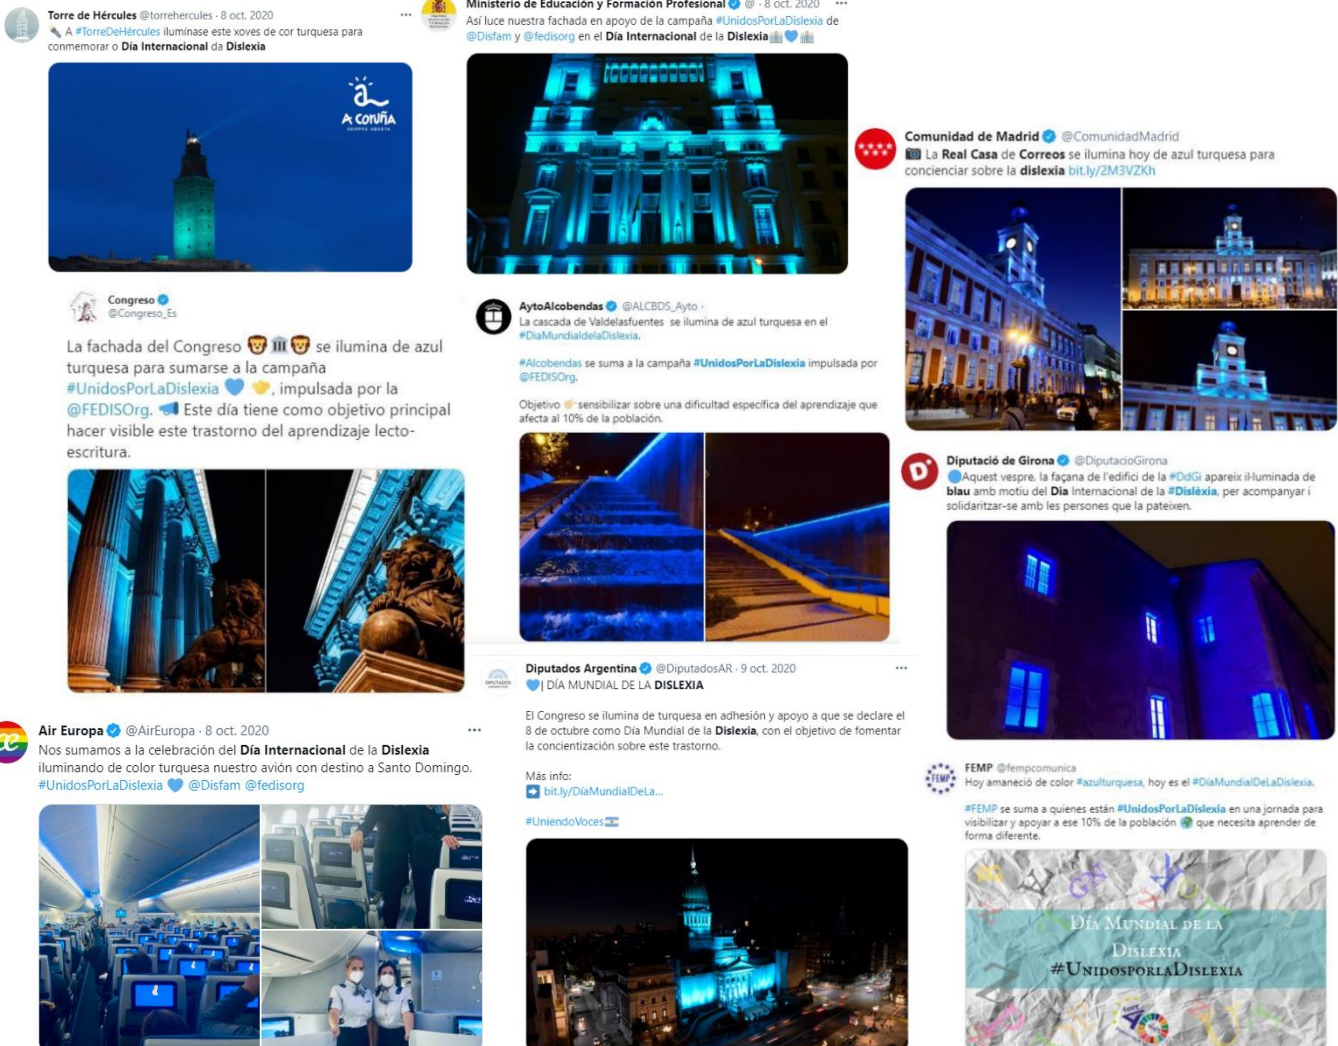 Torre de Hércules @torrehercules · 8 oct. 2020
A #TorreDeHércules ilumínase este xoves de cor turquesa para
conmemorar o Día Internacional da Dislexia
A CORUÑA
SEMPRE ABERTA
Ministerio de Educación y Formación Profesional @ · 8 oct. 2020
Así luce nuestra fachada en apoyo de la campaña #UnidosPorLaDislexia de
@Disfam y @fedisorg en el Día Internacional de la Dislexia
Comunidad de Madrid @ComunidadMadrid
La Real Casa de Correos se ilumina hoy de azul turquesa para
concienciar sobre la dislexia bit.ly/2M3VZKh
Congreso
@Congreso_Es
La fachada del Congreso se ilumina de azul
turquesa para sumarse a la campaña
#UnidosPorLaDislexia , impulsada por la
@FEDISOrg. Este día tiene como objetivo principal
hacer visible este trastorno del aprendizaje lecto-
escritura.
AytoAlcobendas @ALCBDS_Ayto ·
La cascada de Valdelasfuentes se ilumina de azul turquesa en el
#DiaMundialdelaDislexia.
#Alcobendas se suma a la campaña #UnidosPorLaDislexia impulsada por
@FEDISOrg.
Objetivo sensibilizar sobre una dificultad específica del aprendizaje que
afecta al 10% de la población.
D
Diputació de Girona @DiputacioGirona
Aquest vespre, la façana de l'edifici de la #DdGi apareix il·luminada de
blau amb motiu del Dia Internacional de la #Dislèxia, per acompanyar i
solidaritzar-se amb les persones que la pateixen.
Air Europa @AirEuropa · 8 oct. 2020
Nos sumamos a la celebración del Día Internacional de la Dislexia
iluminando de color turquesa nuestro avión con destino a Santo Domingo.
#UnidosPorLaDislexia @Disfam @fedisorg
DIPUTADOS
Diputados Argentina @DiputadosAR · 9 oct. 2020
| DÍA MUNDIAL DE LA DISLEXIA
El Congreso se ilumina de turquesa en adhesión y apoyo a que se declare el
8 de octubre como Día Mundial de la Dislexia, con el objetivo de fomentar
la concientización sobre este trastorno.
Más info:
bit.ly/DíaMundialDeLa...
#UniendoVoces
FEMP
FEMP @fempcomunica
Hoy amaneció de color #azulturquesa, hoy es el #DíaMundialDeLaDislexia.
#FEMP se suma a quienes están #UnidosPorLaDislexia en una jornada para
visibilizar y apoyar a ese 10% de la población que necesita aprender de
forma diferente.
DÍA MUNDIAL DE LA
DISLEXIA
#UNIDOSPORLADISLEXIA